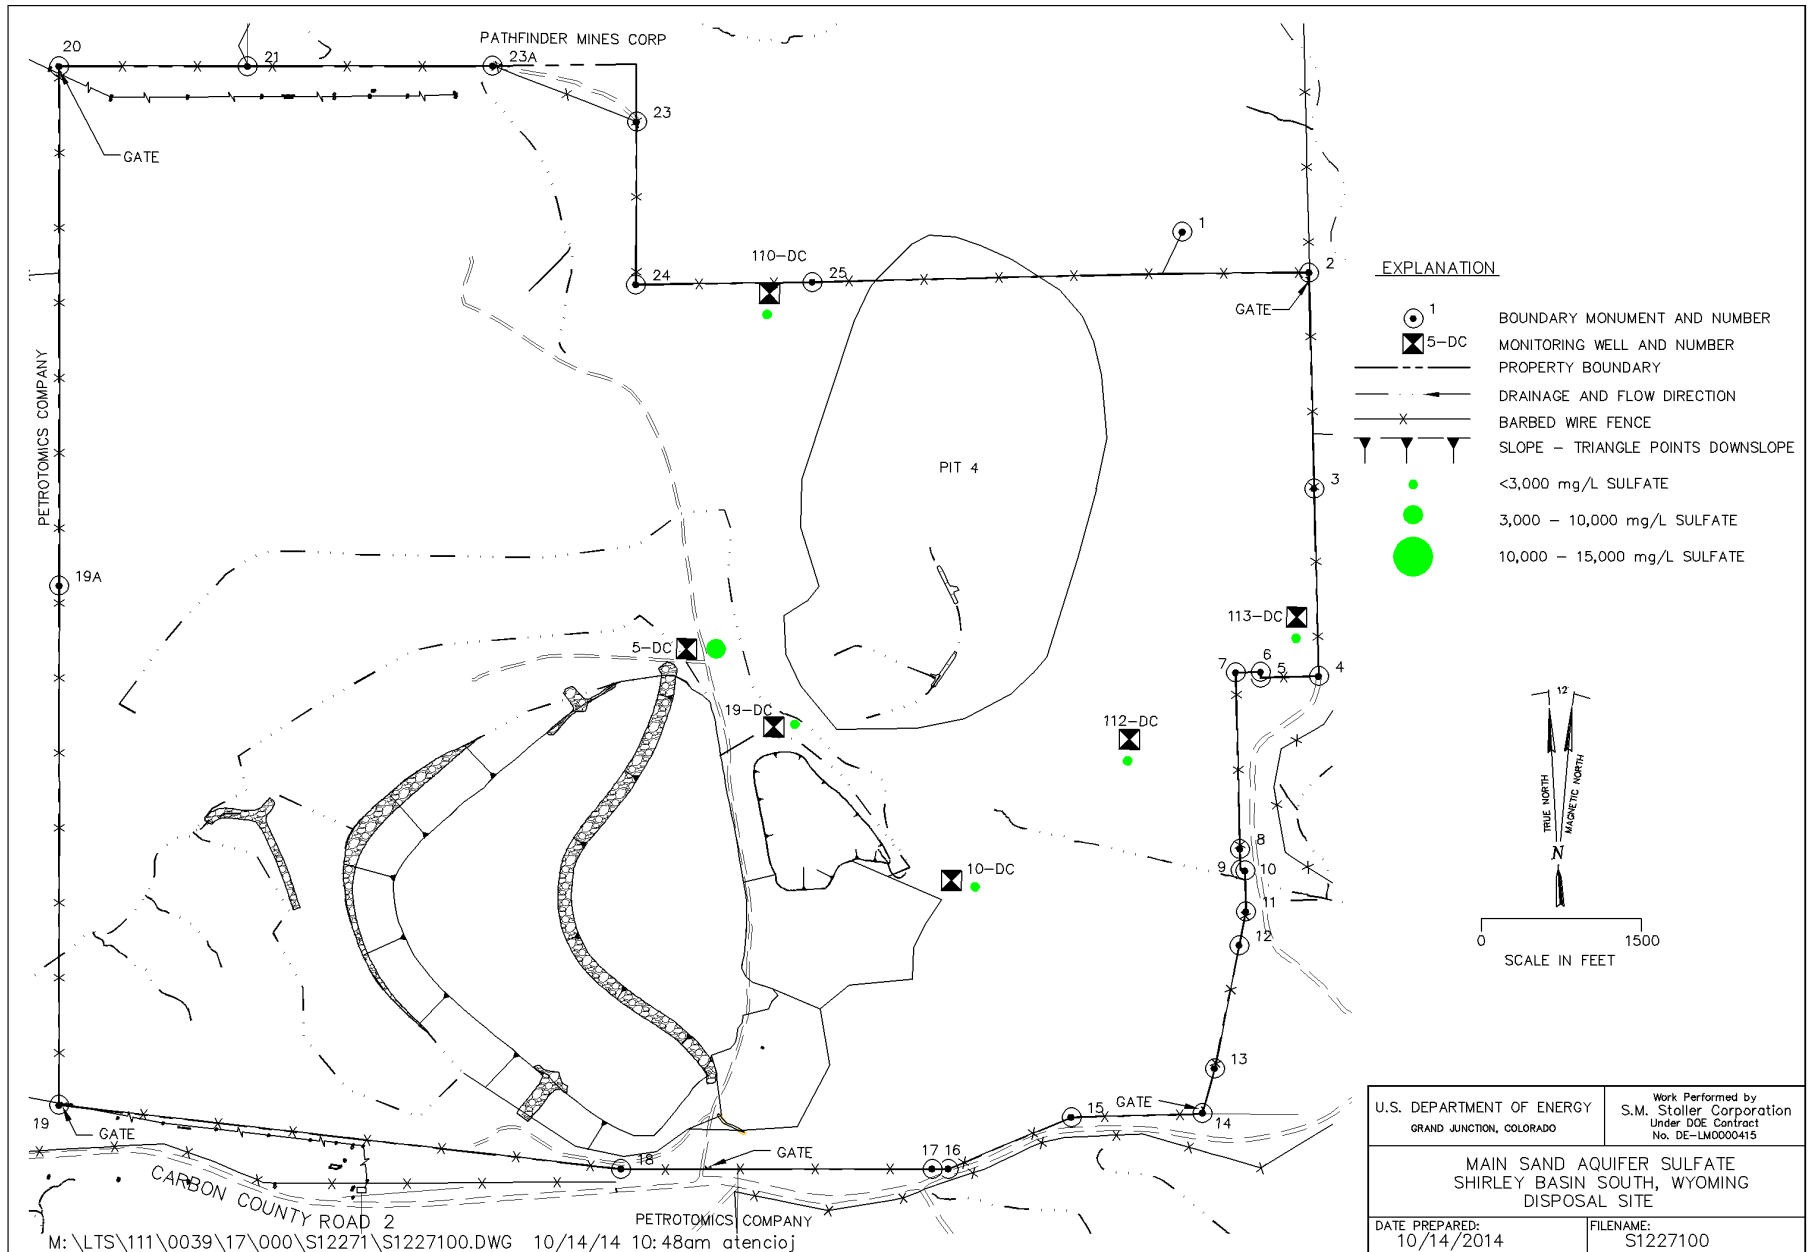 PATHFINDER MINES CORP
20
21
23A
23
GATE
1
110-DC
24
25
2
GATE
PETROTOMICS COMPANY
PIT 4
3
19A
113-DC
5-DC
6
7
5
4
19-DC
112-DC
8
9
10
10-DC
11
12
13
GATE
14
15
19
GATE
GATE
18
17
16
CARBON COUNTY ROAD 2
PETROTOMICS COMPANY
M:\LTS\111\0039\17\000\S12271\S1227100.DWG 10/14/14 10:48am atencioj
EXPLANATION
1
BOUNDARY MONUMENT AND NUMBER
5-DC
MONITORING WELL AND NUMBER
PROPERTY BOUNDARY
DRAINAGE AND FLOW DIRECTION
BARBED WIRE FENCE
SLOPE – TRIANGLE POINTS DOWNSLOPE
<3,000 mg/L SULFATE
3,000 – 10,000 mg/L SULFATE
10,000 – 15,000 mg/L SULFATE
12'
TRUE NORTH
MAGNETIC NORTH
N
0
1500
SCALE IN FEET
U.S. DEPARTMENT OF ENERGY
GRAND JUNCTION, COLORADO
Work Performed by
S.M. Stoller Corporation
Under DOE Contract
No. DE-LM0000415
MAIN SAND AQUIFER SULFATE
SHIRLEY BASIN SOUTH, WYOMING
DISPOSAL SITE
DATE PREPARED:
10/14/2014
FILENAME:
S1227100